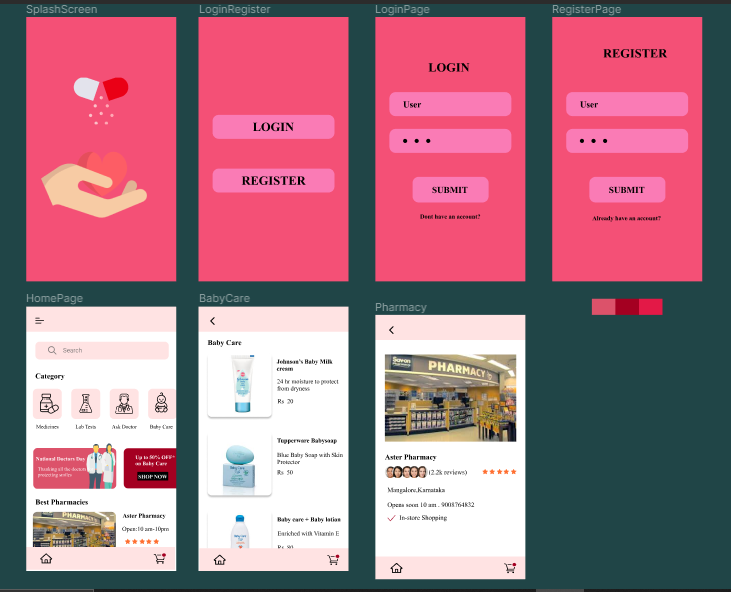 SplashScreen
LoginRegister
LOGIN
REGISTER
LoginPage
LOGIN
User
SUBMIT
Dont have an account?
RegisterPage
REGISTER
User
SUBMIT
Already have an account?
HomePage
Search
Category
Medicines
Lab Tests
Ask Doctor
Baby Care
National Doctors Day
Thanking all the doctors
presenting smiles
Up to 50% OFF*
on Baby Care
SHOP NOW
Best Pharmacies
PHARMACY
Aster Pharmacy
Open:10 am-10pm
BabyCare
Baby Care
Johnson's Baby Milk
cream
24 hr moisture to protect
from dryness
Rs 20
Tupperware Babysoap
Blue Baby Soap with Skin
Protector
Rs 50
Baby care + Baby lotion
Enriched with Vitamin E
Rs 80
Pharmacy
Savon
PHARMACY
Aster Pharmacy
(2.2k reviews)
Mangalore,Karnataka
Opens soon 10 am . 9008764832
In-store Shopping